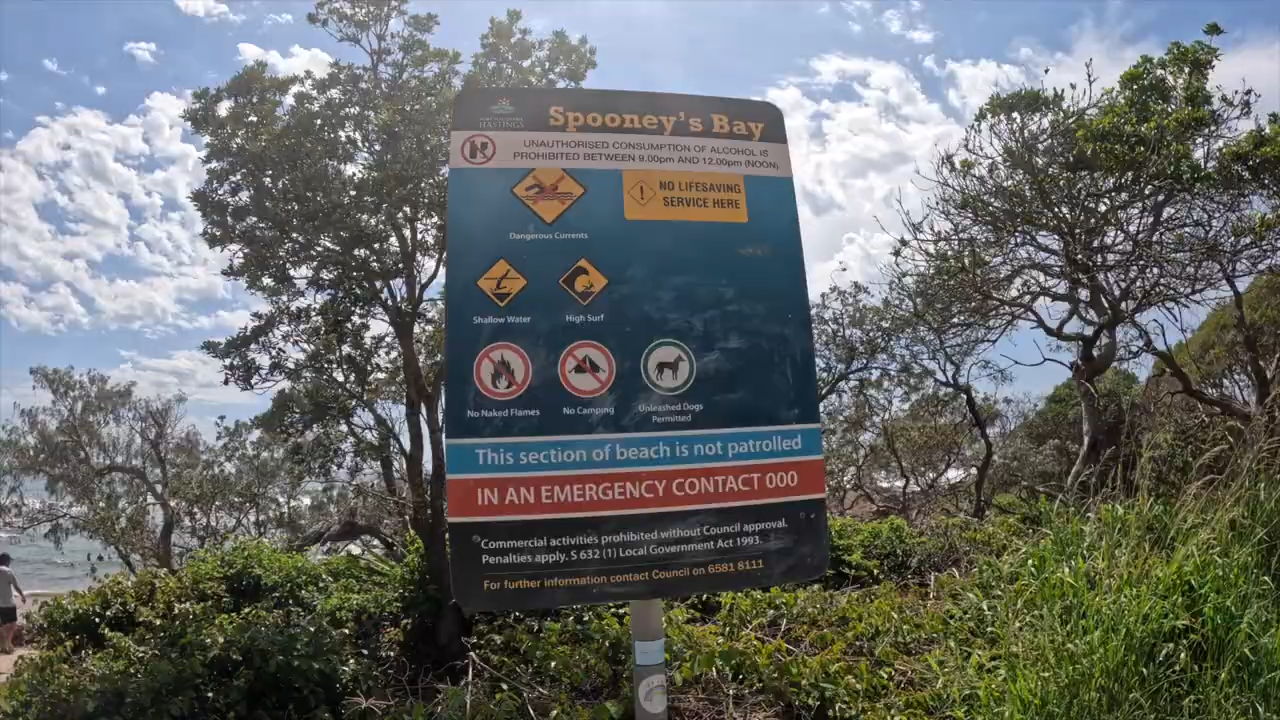 Spooney's Bay
HASTINGS
UNAUTHORISED CONSUMPTION OF ALCOHOL IS
PROHIBITED BETWEEN 9.00pm AND 12.00pm (NOON)
NO LIFESAVING
SERVICE HERE
Dangerous Currents
Shallow Water
High Surf
No Naked Flames
No Camping
Unleashed Dogs
Permitted
This section of beach is not patrolled
IN AN EMERGENCY CONTACT 000
Commercial activities prohibited without Council approval.
Penalties apply. S 632 (1) Local Government Act 1993.
For further information contact Council on 6581 8111